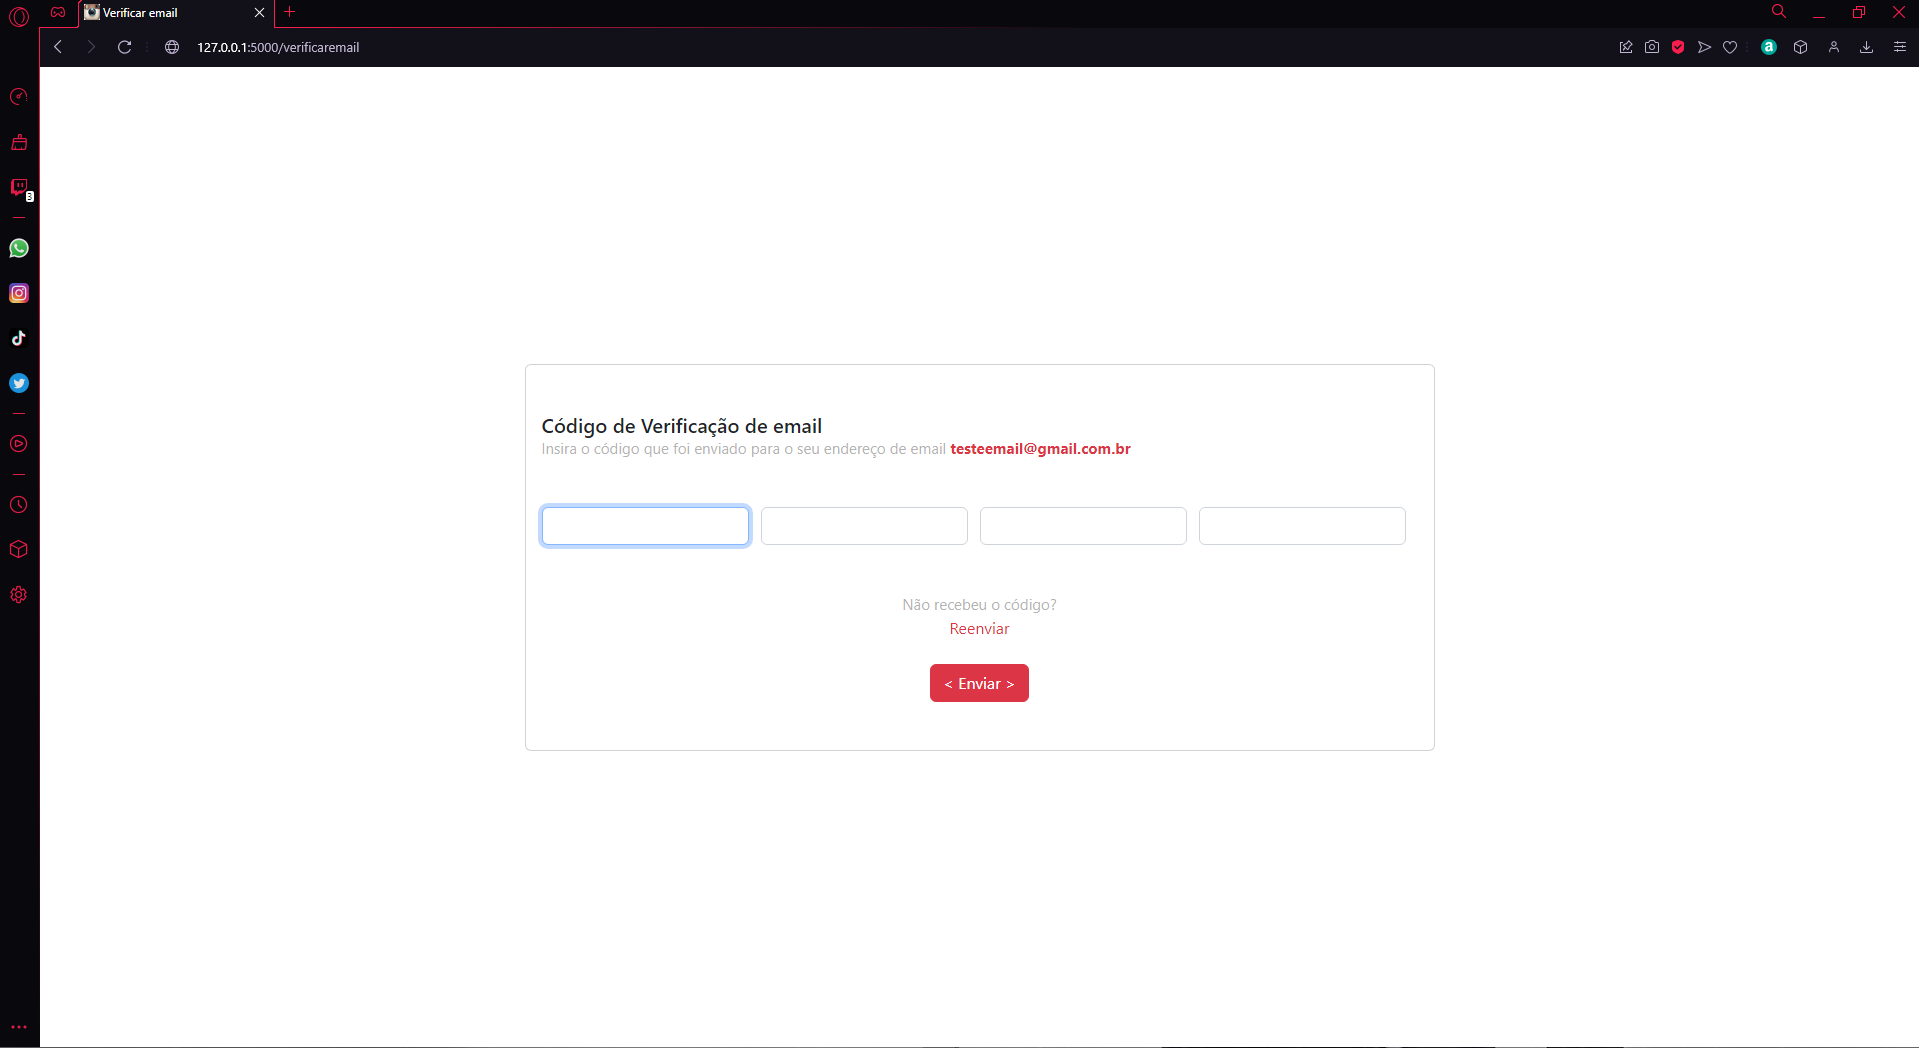 Verificar email
127.0.0.1:5000/verificaremail
3
a
Código de Verificação de email
Insira o código que foi enviado para o seu endereço de email testeemail@gmail.com.br
Não recebeu o código?
Reenviar
< Enviar >